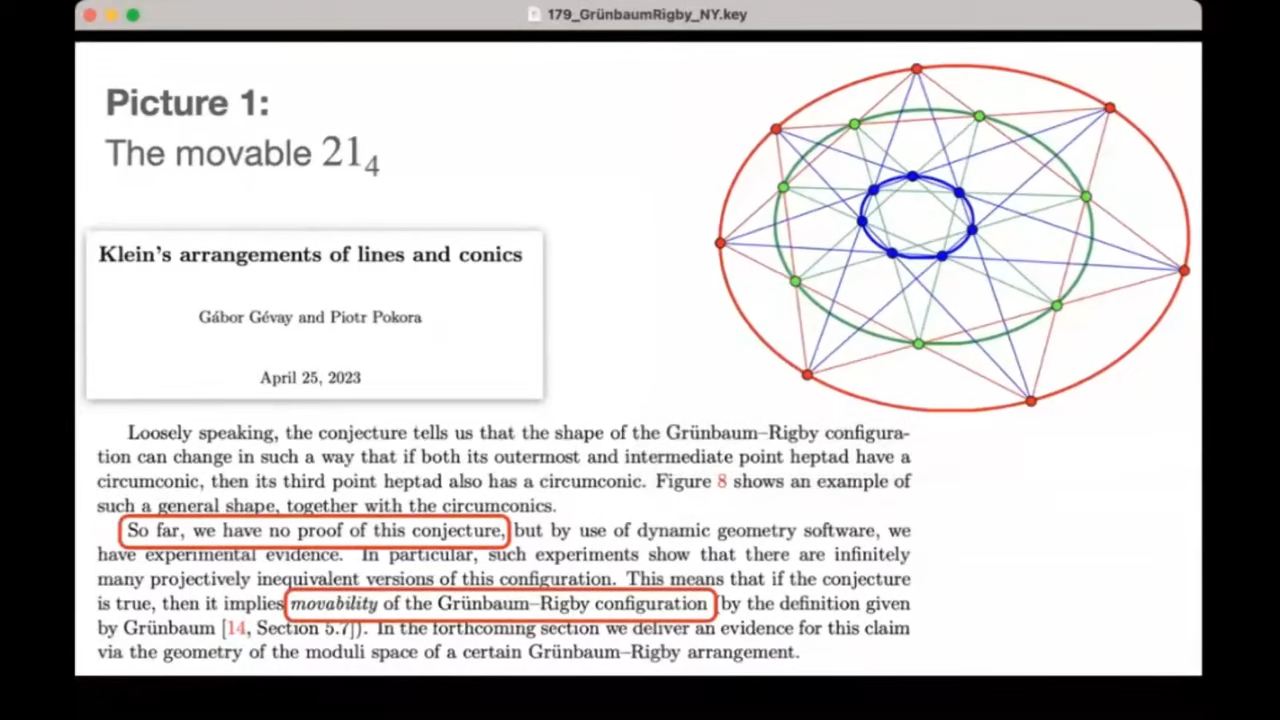 179_GrünbaumRigby_NY.key
Picture 1:
The movable 21₄
Klein's arrangements of lines and conics
Gábor Gévay and Piotr Pokora
April 25, 2023
Loosely speaking, the conjecture tells us that the shape of the Grünbaum–Rigby configura-
tion can change in such a way that if both its outermost and intermediate point heptad have a
circumconic, then its third point heptad also has a circumconic. Figure 8 shows an example of
such a general shape, together with the circumconics.
So far, we have no proof of this conjecture, but by use of dynamic geometry software, we
have experimental evidence. In particular, such experiments show that there are infinitely
many projectively inequivalent versions of this configuration. This means that if the conjecture
is true, then it implies movability of the Grünbaum–Rigby configuration (by the definition given
by Grünbaum [14, Section 5.7]). In the forthcoming section we deliver an evidence for this claim
via the geometry of the moduli space of a certain Grünbaum–Rigby arrangement.